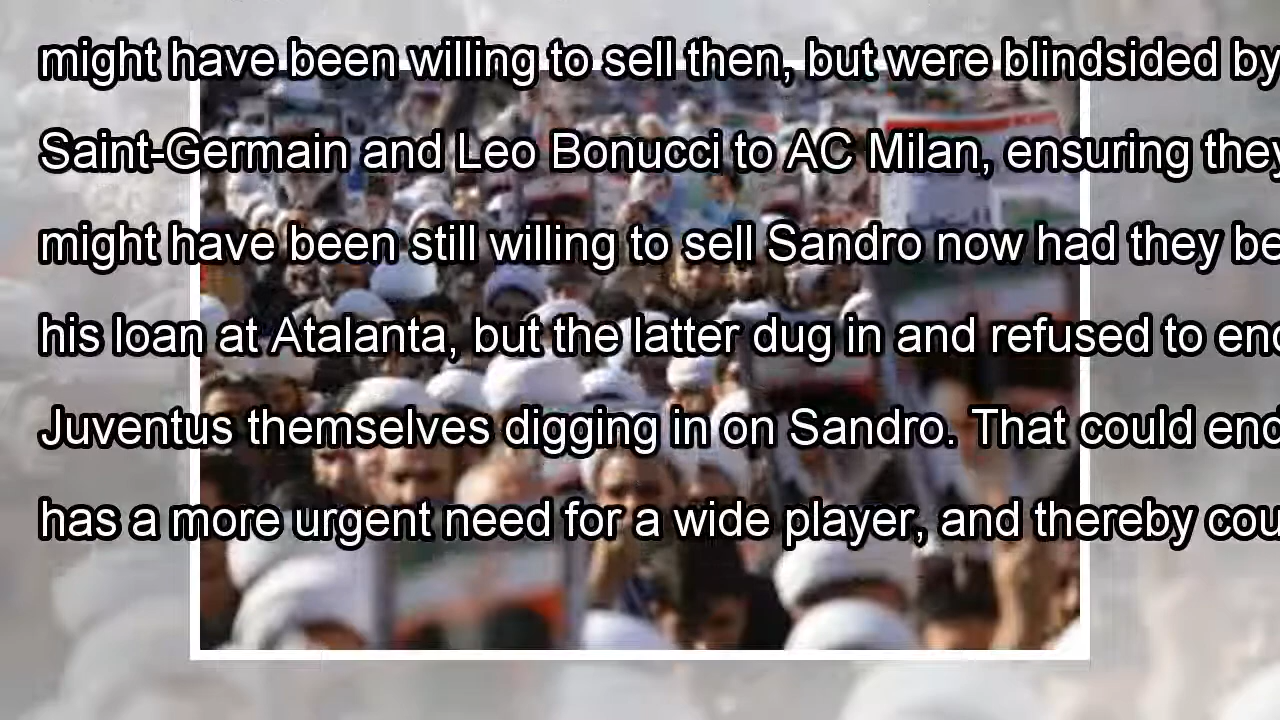 might have been willing to sell then, but were blindsided by
Saint-Germain and Leo Bonucci to AC Milan, ensuring they
might have been still willing to sell Sandro now had they be
his loan at Atalanta, but the latter dug in and refused to end
Juventus themselves digging in on Sandro. That could end
has a more urgent need for a wide player, and thereby cou